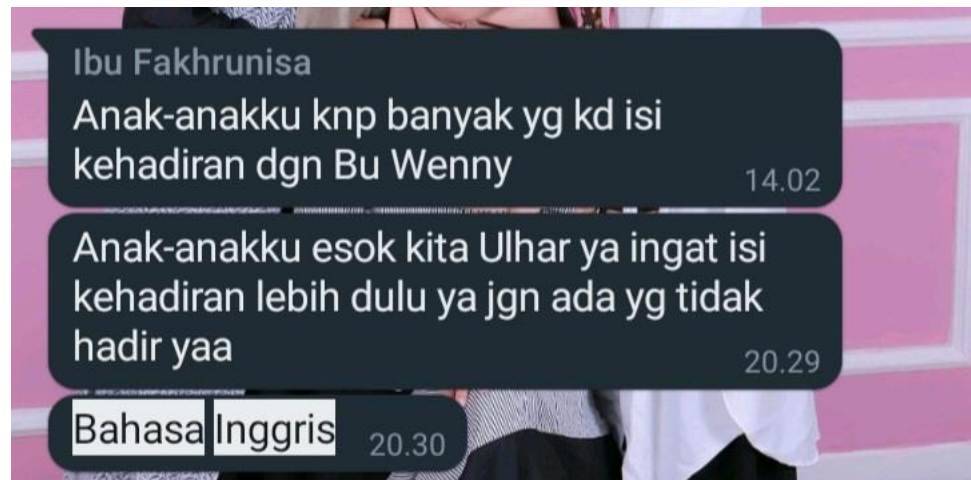 Ibu Fakhrunisa
Anak-anakku knp banyak yg kd isi
kehadiran dgn Bu Wenny
14.02
Anak-anakku esok kita Ulhar ya ingat isi
kehadiran lebih dulu ya jgn ada yg tidak
hadir yaa
20.29
Bahasa Inggris 20.30